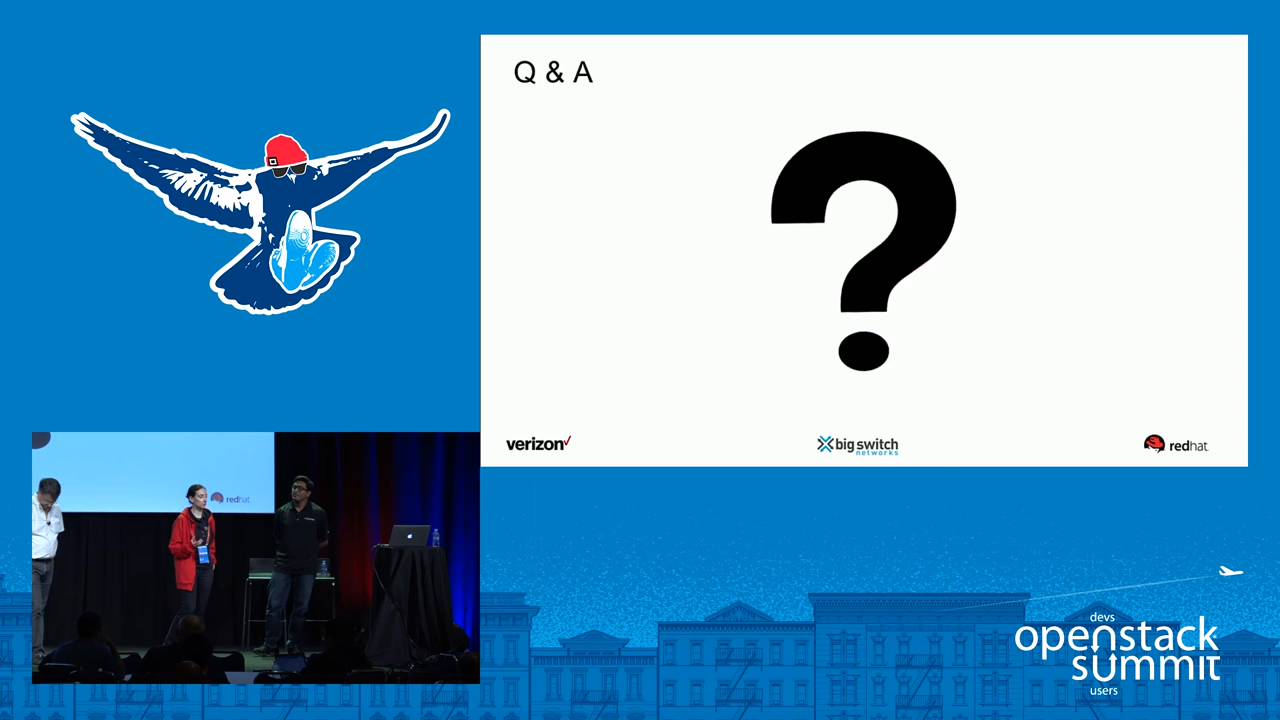 Q & A
verizon
big switch
networks
redhat
redhat
devs
openstack
summit
users